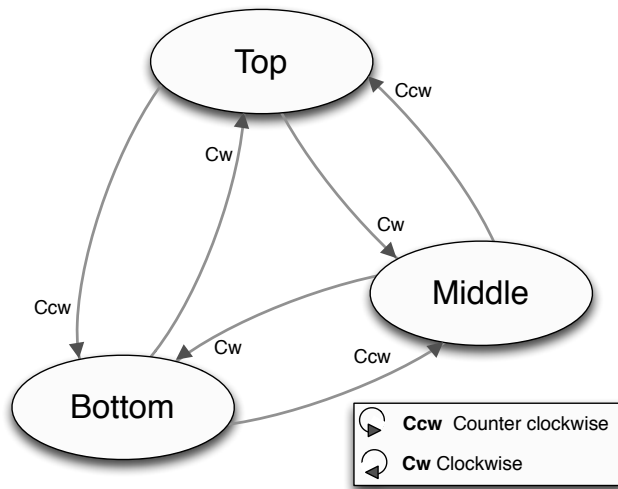 Top
Ccw
Cw
Cw
Middle
Ccw
Cw
Ccw
Bottom
Ccw Counter clockwise
Cw Clockwise